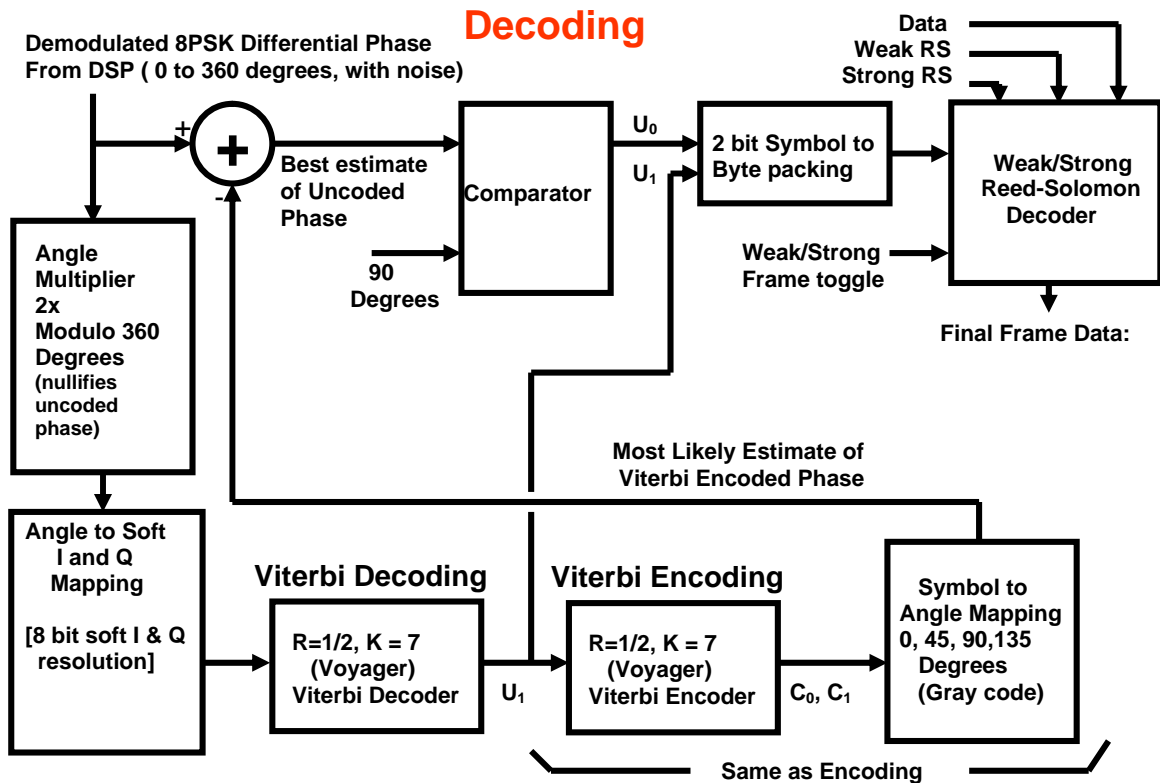 Decoding
Demodulated 8PSK Differential Phase
From DSP ( 0 to 360 degrees, with noise)
Data
Weak RS
Strong RS
+
+
-
Best estimate
of Uncoded
Phase
90
Degrees
Comparator
U0
U1
2 bit Symbol to
Byte packing
Weak/Strong
Reed-Solomon
Decoder
Weak/Strong
Frame toggle
Final Frame Data:
Angle
Multiplier
2x
Modulo 360
Degrees
(nullifies
uncoded
phase)
Most Likely Estimate of
Viterbi Encoded Phase
Angle to Soft
I and Q
Mapping
[8 bit soft I & Q
resolution]
Viterbi Decoding
R=1/2, K = 7
(Voyager)
Viterbi Decoder
U1
Viterbi Encoding
R=1/2, K = 7
(Voyager)
Viterbi Encoder
C0, C1
Symbol to
Angle Mapping
0, 45, 90,135
Degrees
(Gray code)
Same as Encoding